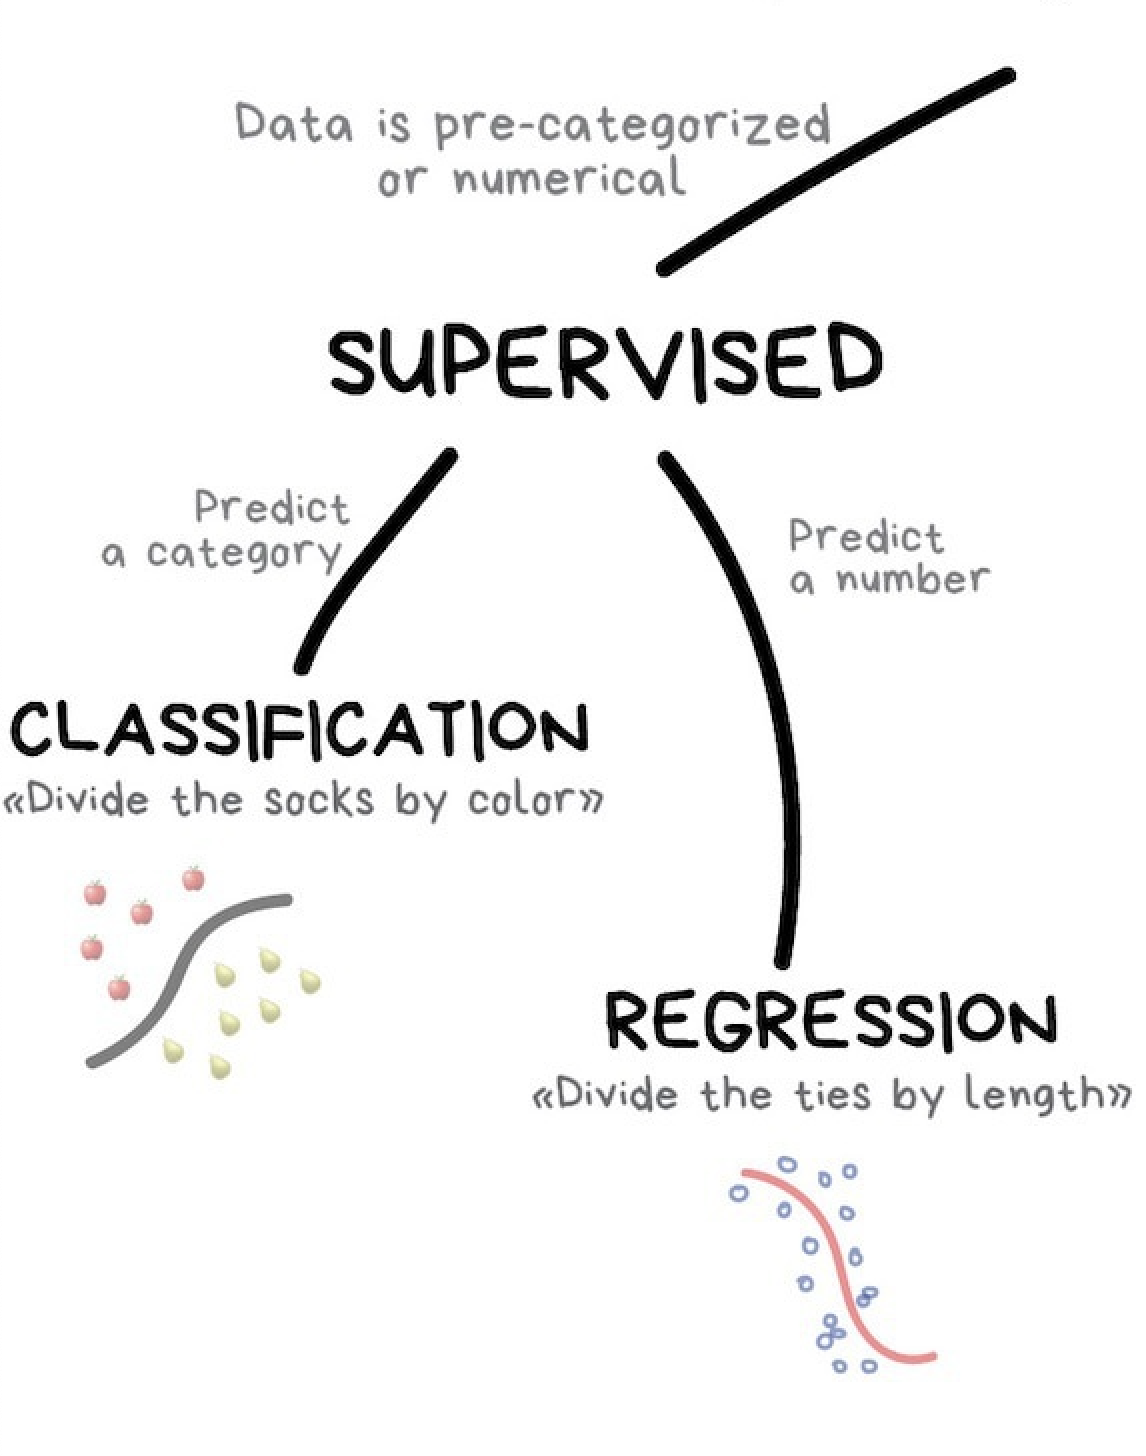 Data is pre-categorized
or numerical
SUPERVISED
Predict
a category
Predict
a number
CLASSIFICATION
«Divide the socks by color»
REGRESSION
«Divide the ties by length»